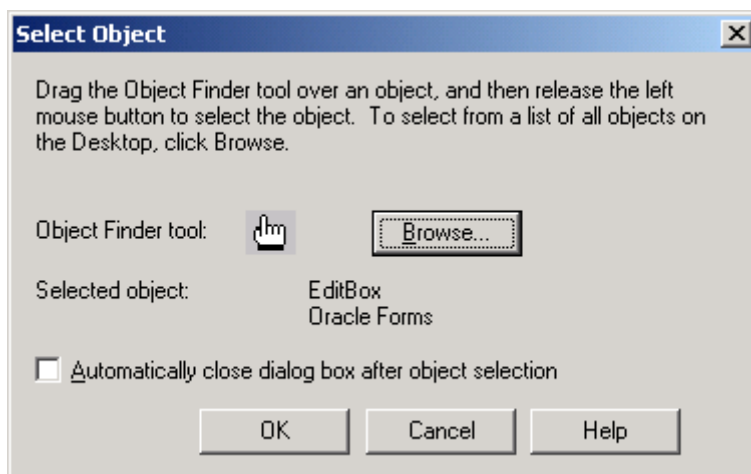 Select Object
Drag the Object Finder tool over an object, and then release the left
mouse button to select the object.  To select from a list of all objects on
the Desktop, click Browse.
Object Finder tool:
Browse...
Selected object:
EditBox
Oracle Forms
Automatically close dialog box after object selection
OK
Cancel
Help